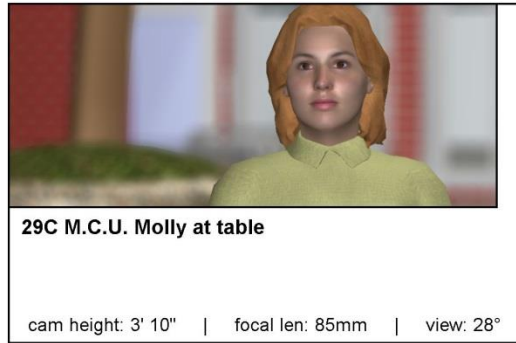 29C M.C.U. Molly at table
cam height: 3' 10" | focal len: 85mm | view: 28°